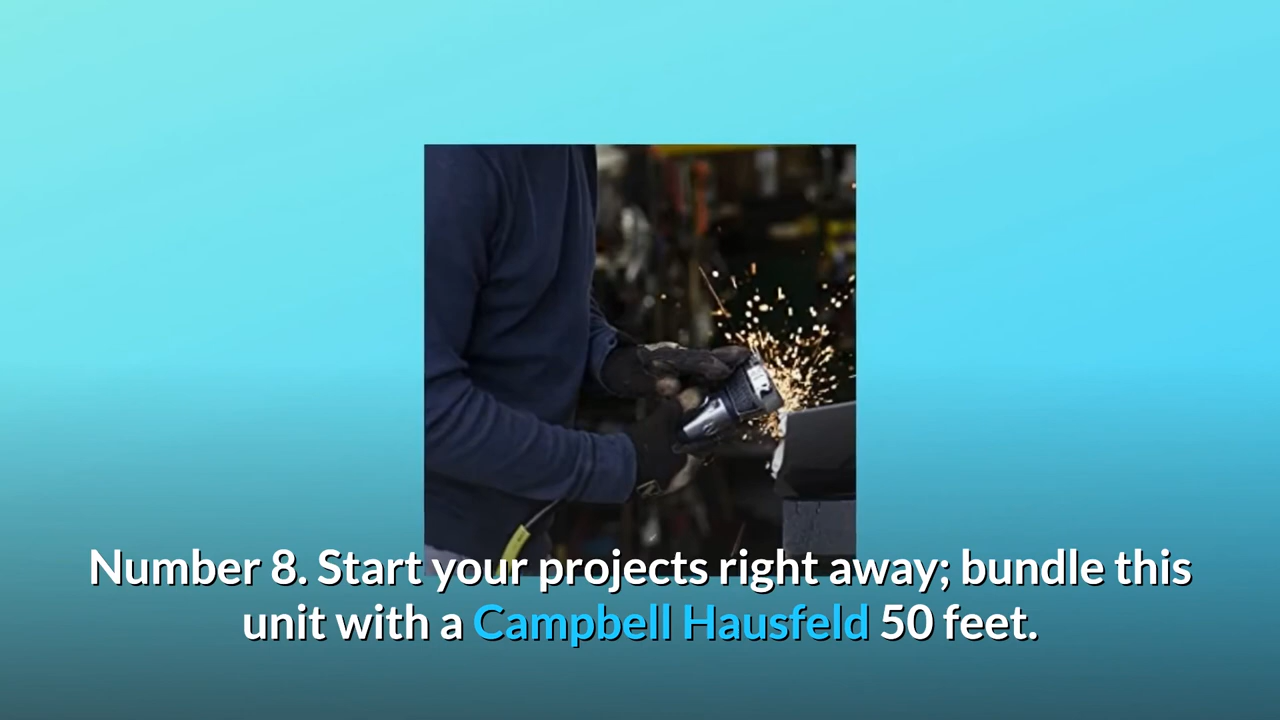 Number 8. Start your projects right away; bundle this
unit with a Campbell Hausfeld 50 feet.